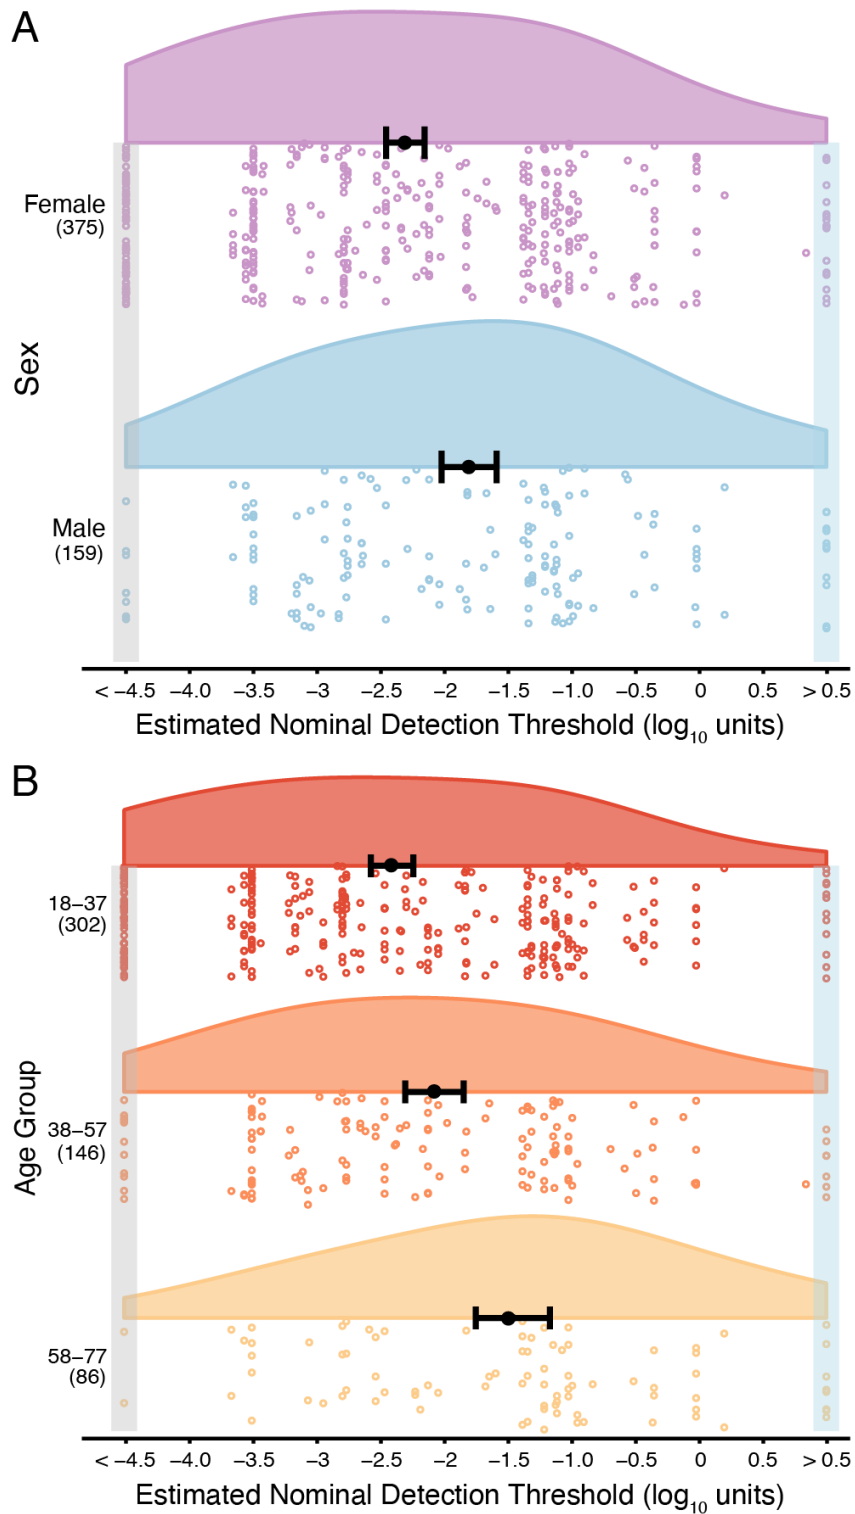 A
Female
(375)
Sex
Male
(159)
< −4.5 −4.0 −3.5 −3 −2.5 −2 −1.5 −1.0 −0.5 0 0.5 > 0.5
Estimated Nominal Detection Threshold (log₁₀ units)
B
18−37
(302)
Age Group
38−57
(146)
58−77
(86)
< −4.5 −4.0 −3.5 −3 −2.5 −2 −1.5 −1.0 −0.5 0 0.5 > 0.5
Estimated Nominal Detection Threshold (log₁₀ units)